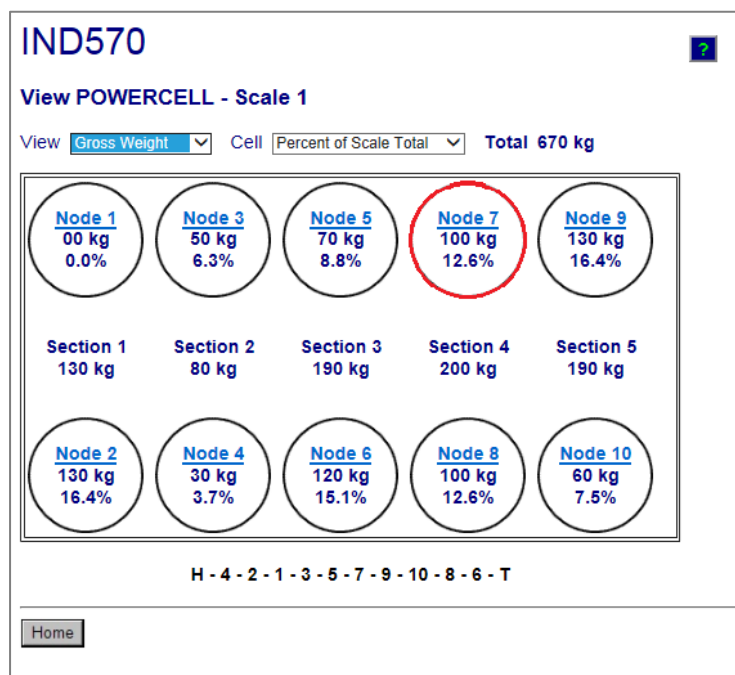 IND570
?
View POWERCELL - Scale 1
View Gross Weight Cell Percent of Scale Total Total 670 kg
Node 1 Node 3 Node 5 Node 7 Node 9
00 kg 50 kg 70 kg 100 kg 130 kg
0.0% 6.3% 8.8% 12.6% 16.4%
Section 1 Section 2 Section 3 Section 4 Section 5
130 kg 80 kg 190 kg 200 kg 190 kg
Node 2 Node 4 Node 6 Node 8 Node 10
130 kg 30 kg 120 kg 100 kg 60 kg
16.4% 3.7% 15.1% 12.6% 7.5%
H - 4 - 2 - 1 - 3 - 5 - 7 - 9 - 10 - 8 - 6 - T
Home